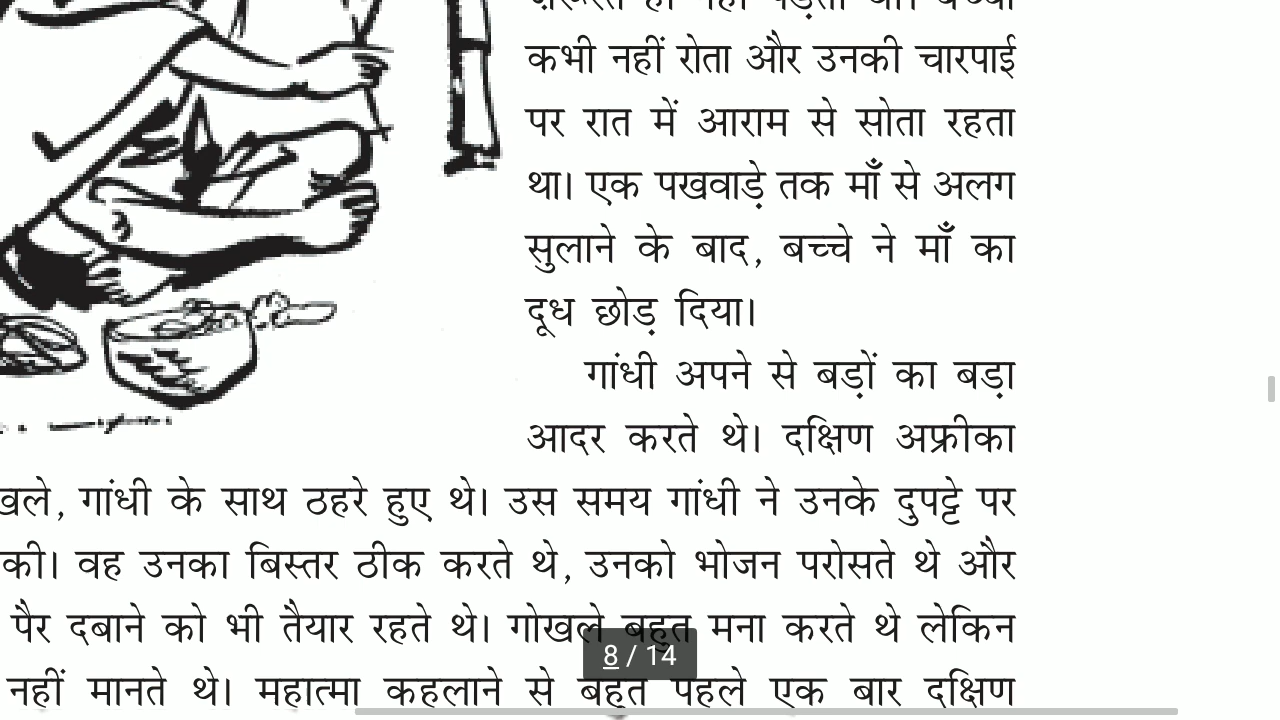 कभी नहीं रोता और उनकी चारपाई
पर रात में आराम से सोता रहता
था। एक पखवाड़े तक माँ से अलग
सुलाने के बाद, बच्चे ने माँ का
दूध छोड़ दिया।
गांधी अपने से बड़ों का बड़ा
आदर करते थे। दक्षिण अफ्रीका
गांधी के साथ ठहरे हुए थे। उस समय गांधी ने उनके दुपट्टे पर
की। वह उनका बिस्तर ठीक करते थे, उनको भोजन परोसते थे और
पैर दबाने को भी तैयार रहते थे। गोखले बहुत मना करते थे लेकिन
नहीं मानते थे। महात्मा कहलाने से बहुत पहले एक बार दक्षिण
8 / 14